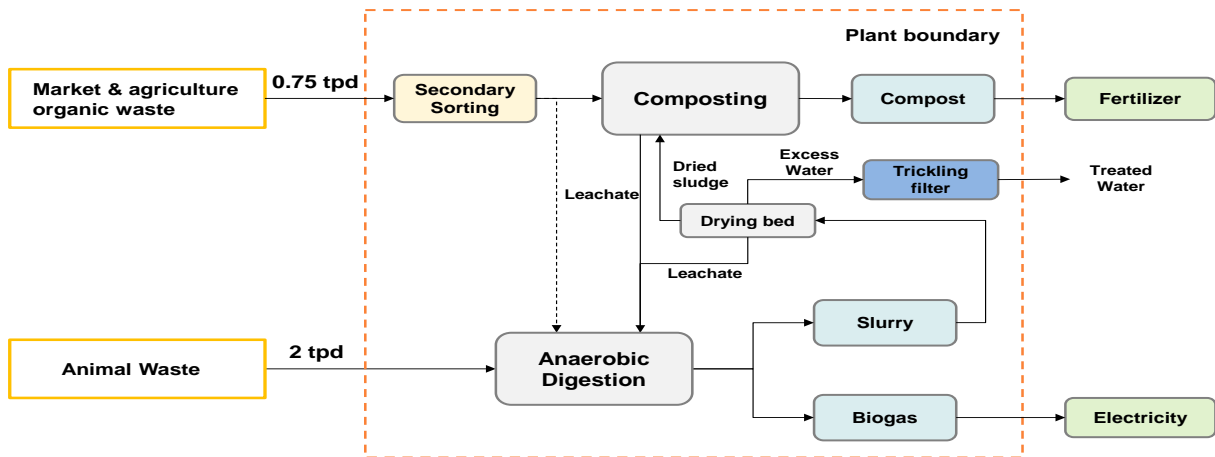 Plant boundary
0.75 tpd
Market & agriculture
organic waste
Secondary
Sorting
Composting
Compost
Fertilizer
Dried
sludge
Excess
Water
Trickling
filter
Treated
Water
Leachate
Drying bed
Leachate
Slurry
2 tpd
Animal Waste
Anaerobic
Digestion
Biogas
Electricity